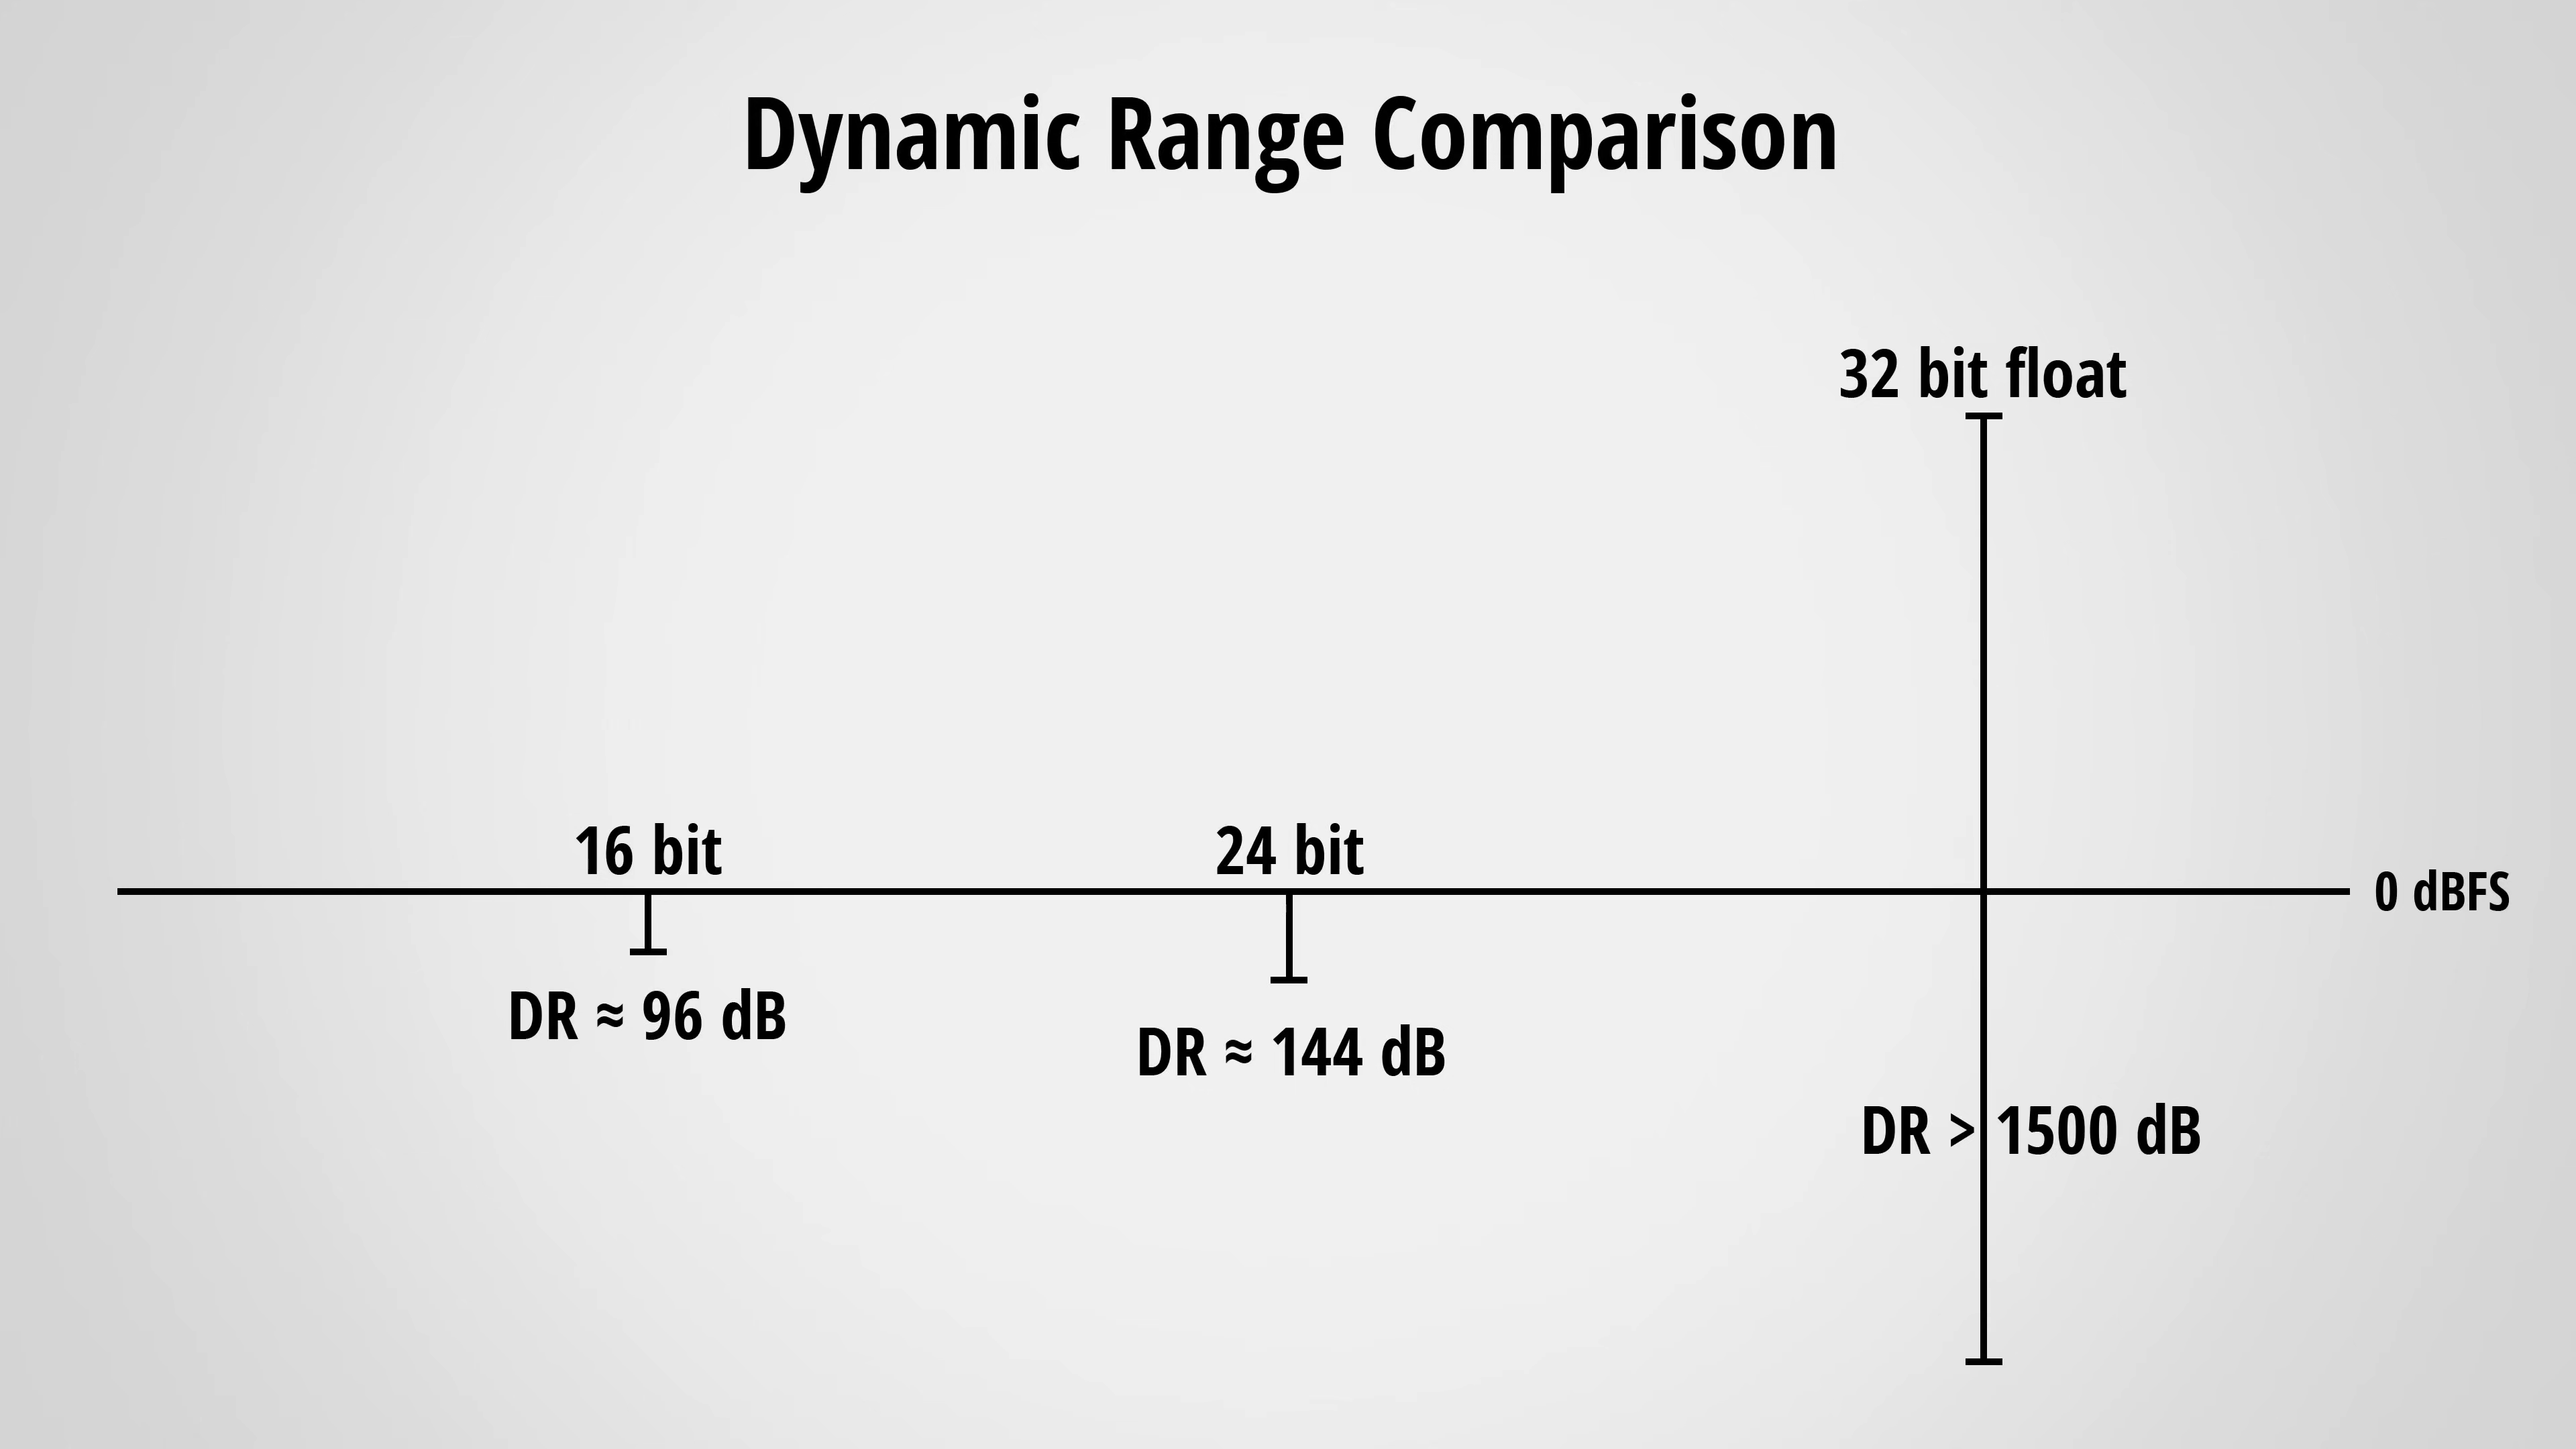 Dynamic Range Comparison
32 bit float
16 bit
24 bit
0 dBFS
DR ≈ 96 dB
DR ≈ 144 dB
DR > 1500 dB